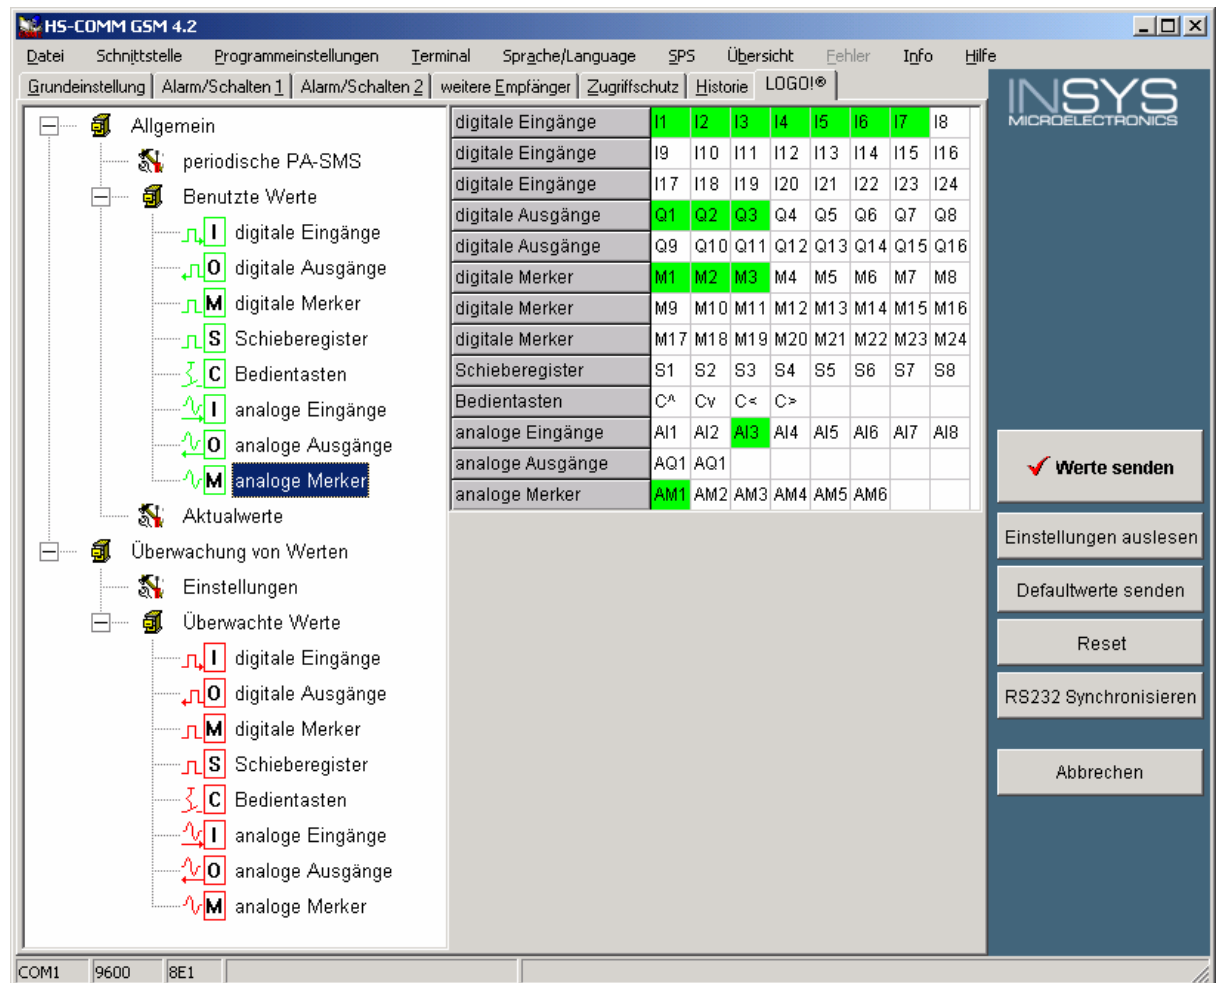 HS-COMM GSM 4.2
Datei Schnittstelle Programmeinstellungen Terminal Sprache/Language SPS Übersicht Fehler Info Hilfe
Grundeinstellung Alarm/Schalten 1 Alarm/Schalten 2 weitere Empfänger Zugriffschutz Historie LOGO!®
Allgemein
periodische PA-SMS
Benutzte Werte
I digitale Eingänge
O digitale Ausgänge
M digitale Merker
S Schieberegister
C Bedientasten
I analoge Eingänge
O analoge Ausgänge
M analoge Merker
Aktualwerte
Überwachung von Werten
Einstellungen
Überwachte Werte
I digitale Eingänge
O digitale Ausgänge
M digitale Merker
S Schieberegister
C Bedientasten
I analoge Eingänge
O analoge Ausgänge
M analoge Merker
digitale Eingänge I1 I2 I3 I4 I5 I6 I7 I8
digitale Eingänge I9 I10 I11 I12 I13 I14 I15 I16
digitale Eingänge I17 I18 I19 I20 I21 I22 I23 I24
digitale Ausgänge Q1 Q2 Q3 Q4 Q5 Q6 Q7 Q8
digitale Ausgänge Q9 Q10 Q11 Q12 Q13 Q14 Q15 Q16
digitale Merker M1 M2 M3 M4 M5 M6 M7 M8
digitale Merker M9 M10 M11 M12 M13 M14 M15 M16
digitale Merker M17 M18 M19 M20 M21 M22 M23 M24
Schieberegister S1 S2 S3 S4 S5 S6 S7 S8
Bedientasten C^ Cv C< C>
analoge Eingänge AI1 AI2 AI3 AI4 AI5 AI6 AI7 AI8
analoge Ausgänge AQ1 AQ1
analoge Merker AM1 AM2 AM3 AM4 AM5 AM6
INSYS
MICROELECTRONICS
Werte senden
Einstellungen auslesen
Defaultwerte senden
Reset
RS232 Synchronisieren
Abbrechen
COM1 9600 8E1